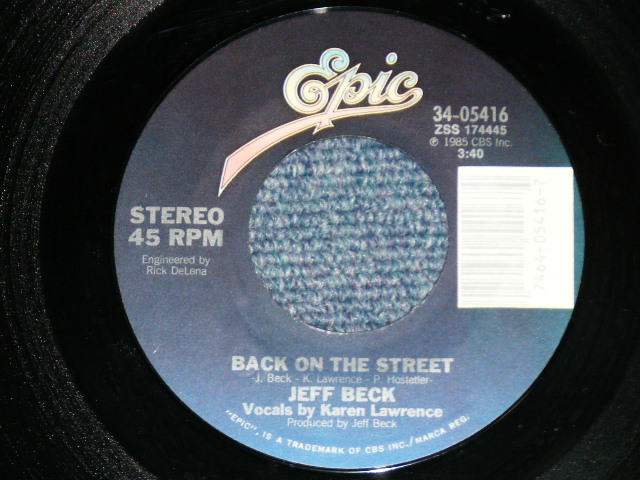 Epic
34-05416
ZSS 174445
℗ 1985 CBS Inc.
3:40
STEREO
45 RPM
Engineered by
Rick DeLena
7464-05416-7
BACK ON THE STREET
-J. Beck - K. Lawrence - P. Hostetler-
JEFF BECK
Vocals by Karen Lawrence
Produced by Jeff Beck
"EPIC", IS A TRADEMARK OF CBS INC./MARCA REG.